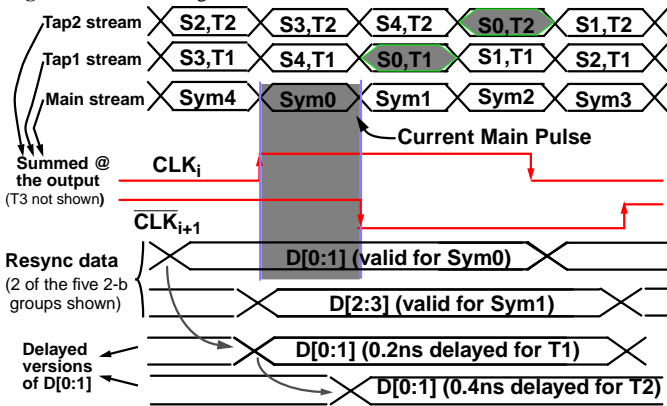 Tap2 stream S2,T2 S3,T2 S4,T2 S0,T2 S1,T2
Tap1 stream S3,T1 S4,T1 S0,T1 S1,T1 S2,T1
Main stream Sym4 Sym0 Sym1 Sym2 Sym3
Current Main Pulse
Summed @
the output
(T3 not shown)
CLKi
CLKi+1
Resync data
(2 of the five 2-b
groups shown)
D[0:1] (valid for Sym0)
D[2:3] (valid for Sym1)
Delayed
versions
of D[0:1]
D[0:1] (0.2ns delayed for T1)
D[0:1] (0.4ns delayed for T2)